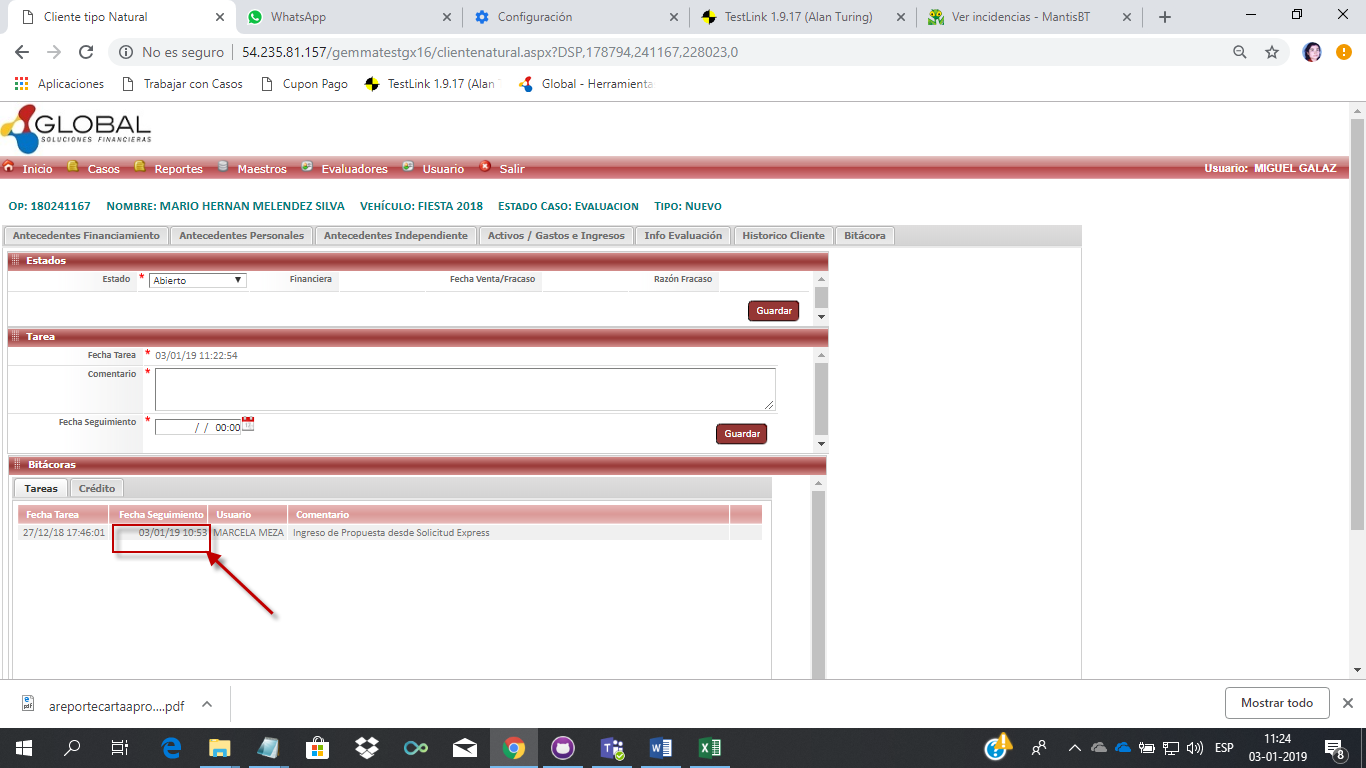 Cliente tipo Natural
WhatsApp
Configuración
TestLink 1.9.17 (Alan Turing)
Ver incidencias - MantisBT
No es seguro
54.235.81.157/gemmatestgx16/clientenatural.aspx?DSP,178794,241167,228023,0
Aplicaciones
Trabajar con Casos
Cupon Pago
TestLink 1.9.17 (Alan
Global - Herramienta
GLOBAL
SOLUCIONES FINANCIERAS
Inicio
Casos
Reportes
Maestros
Evaluadores
Usuario
Salir
Usuario: MIGUEL GALAZ
OP: 180241167 NOMBRE: MARIO HERNAN MELENDEZ SILVA VEHÍCULO: FIESTA 2018 ESTADO CASO: EVALUACION TIPO: NUEVO
Antecedentes Financiamiento
Antecedentes Personales
Antecedentes Independiente
Activos / Gastos e Ingresos
Info Evaluación
Historico Cliente
Bitácora
Estados
Estado * Abierto Financiera Fecha Venta/Fracaso Razón Fracaso
Guardar
Tarea
Fecha Tarea * 03/01/19 11:22:54
Comentario *
Fecha Seguimiento * / / 00:00
Guardar
Bitácoras
Tareas
Crédito
Fecha Tarea Fecha Seguimiento Usuario Comentario
27/12/18 17:46:01 03/01/19 10:53 MARCELA MEZA Ingreso de Propuesta desde Solicitud Express
areportecartaapro....pdf
Mostrar todo
ESP
11:24
03-01-2019
8